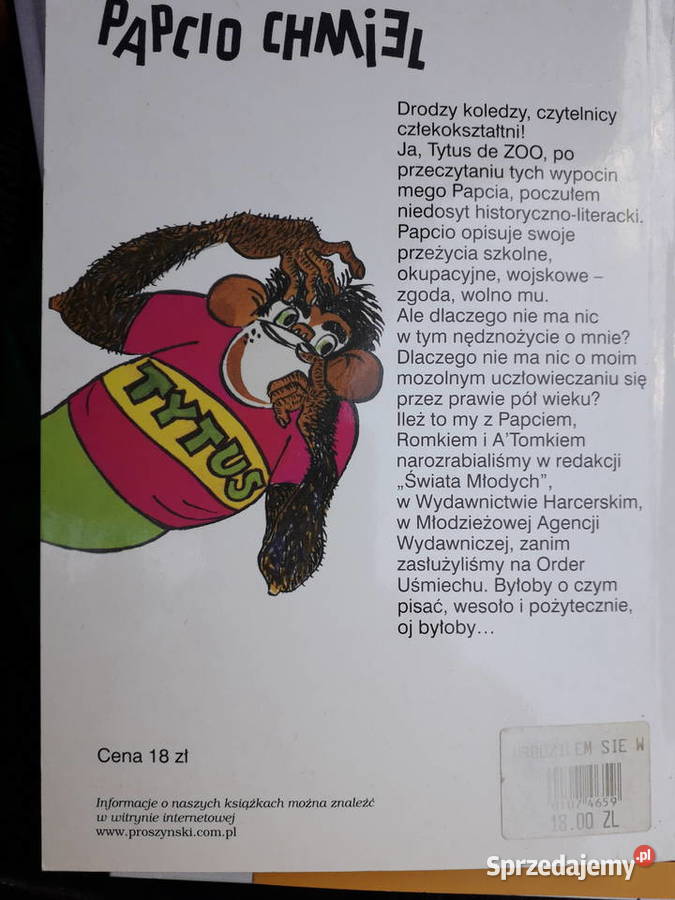 PAPCIO CHMIEL
Drodzy koledzy, czytelnicy
człekokształtni!
Ja, Tytus de ZOO, po
przeczytaniu tych wypocin
mego Papcia, poczułem
niedosyt historyczno-literacki.
Papcio opisuje swoje
przeżycia szkolne,
okupacyjne, wojskowe –
zgoda, wolno mu.
Ale dlaczego nie ma nic
w tym nędznożycie o mnie?
Dlaczego nie ma nic o moim
mozolnym uczłowieczaniu się
przez prawie pół wieku?
Ileż to my z Papciem,
Romkiem i A'Tomkiem
narozrabialiśmy w redakcji
„Świata Młodych”,
w Wydawnictwie Harcerskim,
w Młodzieżowej Agencji
Wydawniczej, zanim
zasłużyliśmy na Order
Uśmiechu. Byłoby o czym
pisać, wesoło i pożytecznie,
oj byłoby…
TYTUS
Cena 18 zł
Informacje o naszych książkach można znaleźć
w witrynie internetowej
www.proszynski.com.pl
URODZIŁEM SIE W
0107 4659
18.00 ZL
Sprzedajemy.pl